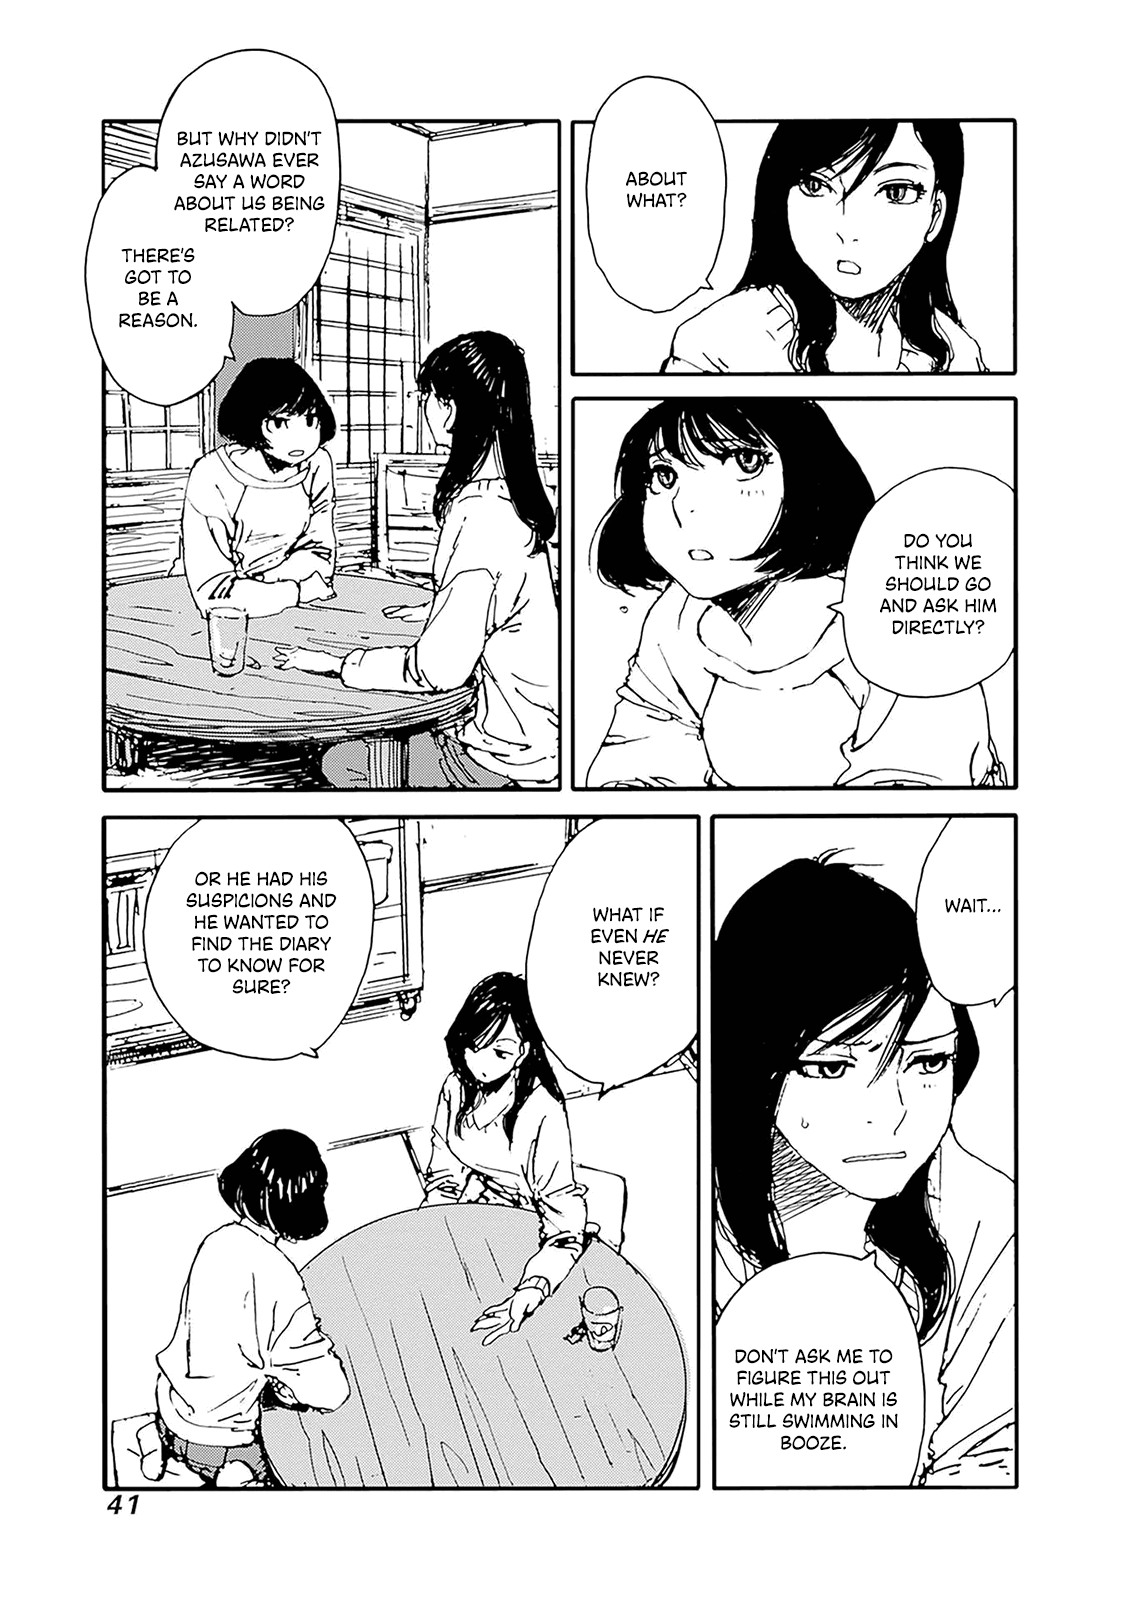 ABOUT
WHAT?
DO YOU
THINK WE
SHOULD GO
AND ASK HIM
DIRECTLY?
BUT WHY DIDN'T
AZUSAWA EVER
SAY A WORD
ABOUT US BEING
RELATED?
THERE'S
GOT TO
BE A
REASON.
WAIT...
DON'T ASK ME TO
FIGURE THIS OUT
WHILE MY BRAIN IS
STILL SWIMMING IN
BOOZE.
WHAT IF
EVEN HE
NEVER
KNEW?
OR HE HAD HIS
SUSPICIONS AND
HE WANTED TO
FIND THE DIARY
TO KNOW FOR
SURE?
41